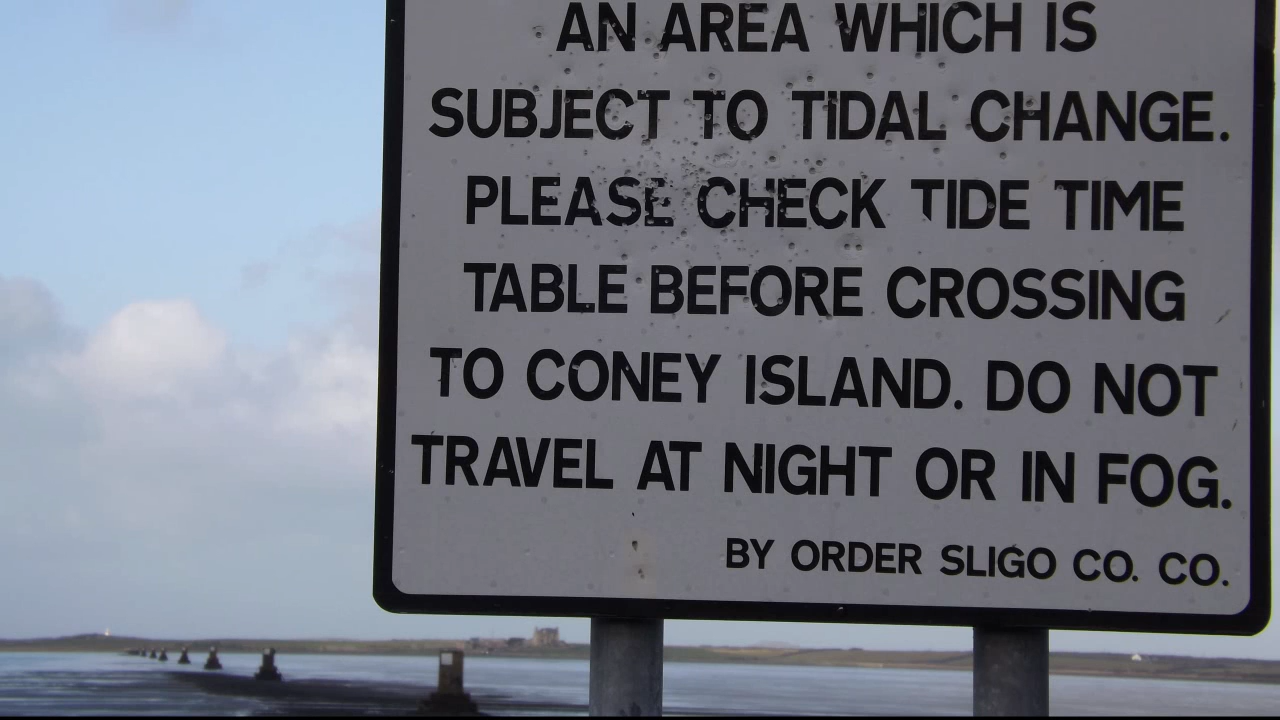 AN AREA WHICH IS
SUBJECT TO TIDAL CHANGE.
PLEASE CHECK TIDE TIME
TABLE BEFORE CROSSING
TO CONEY ISLAND. DO NOT
TRAVEL AT NIGHT OR IN FOG.
BY ORDER SLIGO CO. CO.